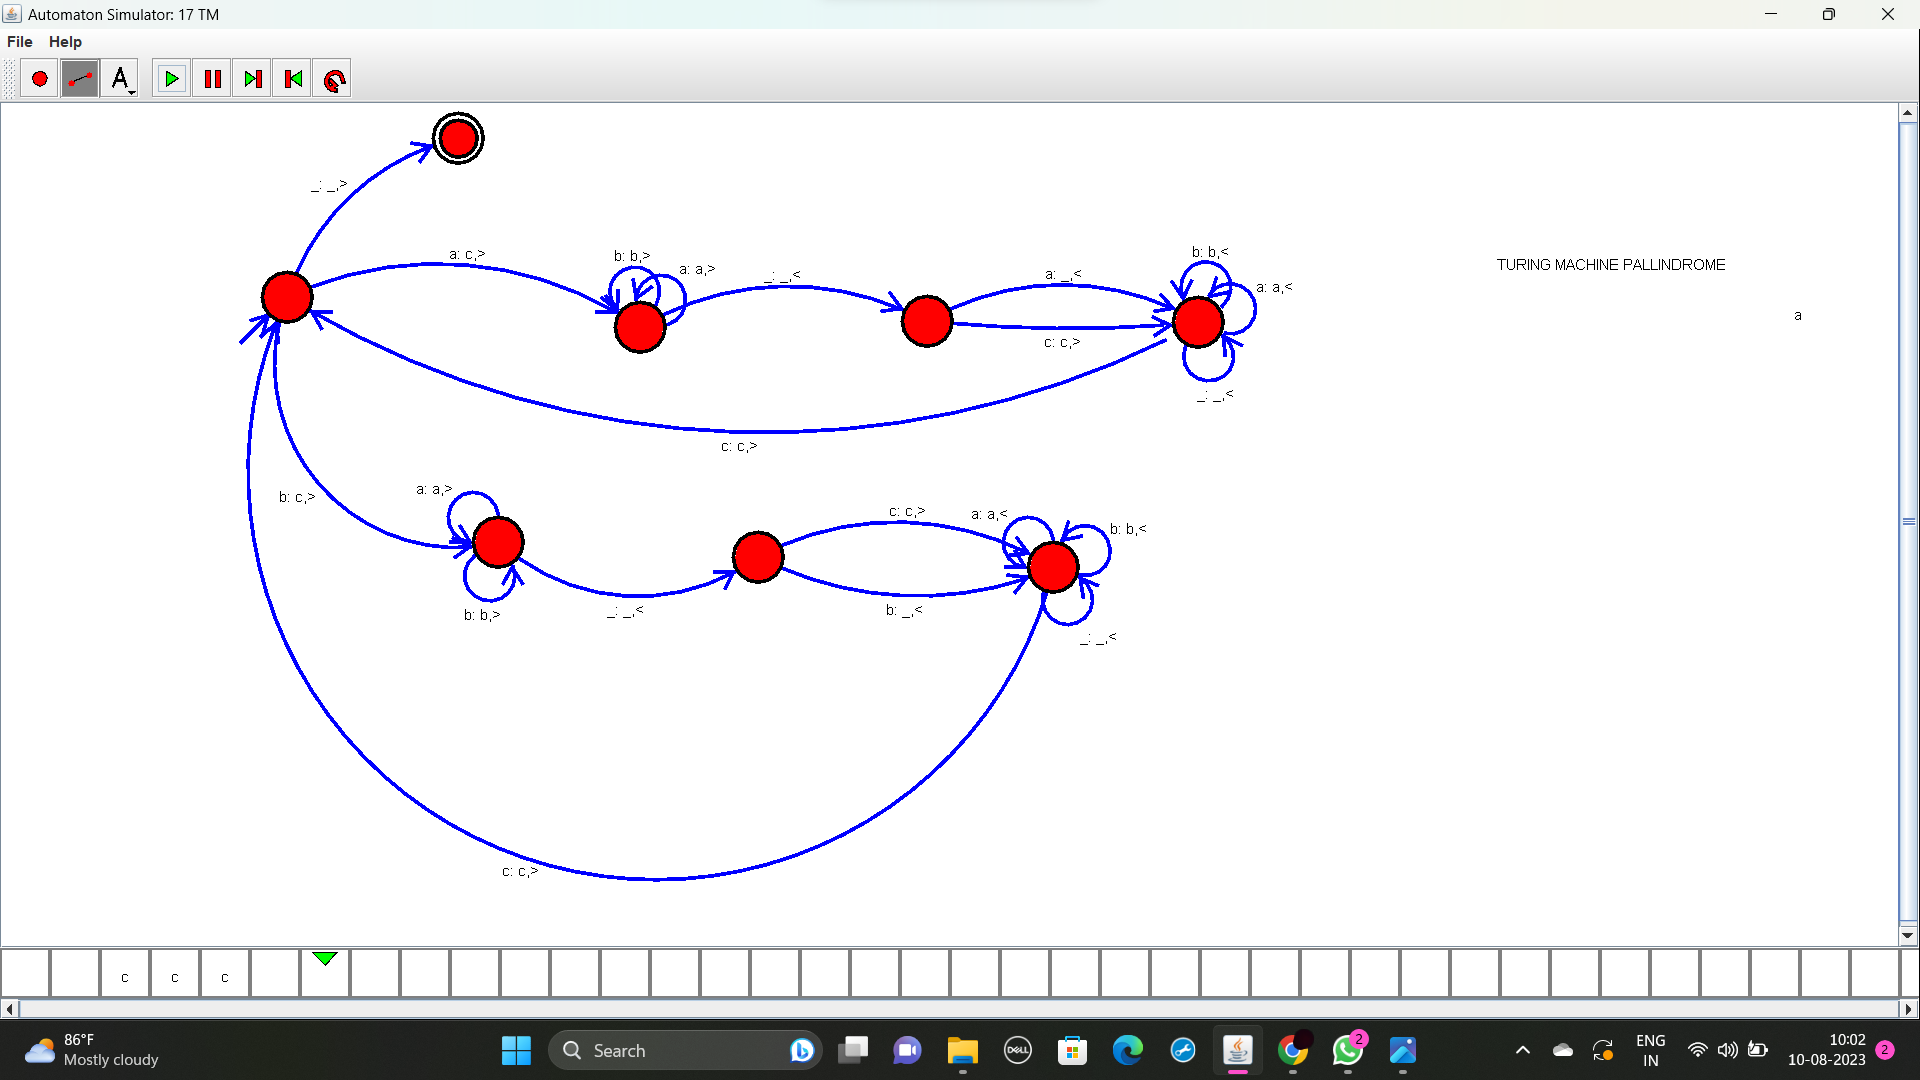 Automaton Simulator: 17 TM
File Help
A
_: _,>
a: c,>
b: b,>
a: a,>
_: _,<
a: _,<
b: b,<
a: a,<
TURING MACHINE PALLINDROME
a
c: c,>
_: _,<
c: c,>
a: a,>
b: c,>
c: c,>
a: a,<
b: b,<
b: b,>
_: _,<
b: _,<
_: _,<
c: c,>
c c c
86°F
Mostly cloudy
Search
DELL
2
ENG
IN
10:02
10-08-2023
2